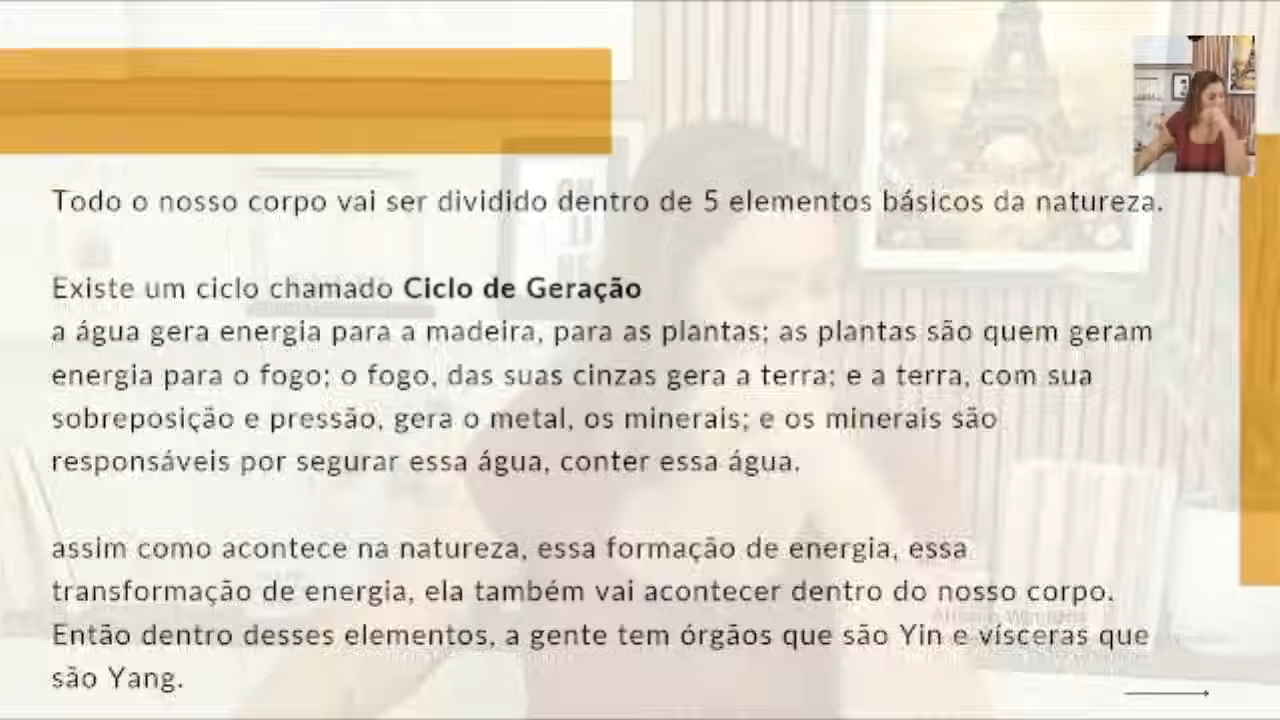 Todo o nosso corpo vai ser dividido dentro de 5 elementos básicos da natureza.
Existe um ciclo chamado Ciclo de Geração
a água gera energia para a madeira, para as plantas; as plantas são quem geram
energia para o fogo; o fogo, das suas cinzas gera a terra; e a terra, com sua
sobreposição e pressão, gera o metal, os minerais; e os minerais são
responsáveis por segurar essa água, conter essa água.
assim como acontece na natureza, essa formação de energia, essa
transformação de energia, ela também vai acontecer dentro do nosso corpo.
Então dentro desses elementos, a gente tem órgãos que são Yin e vísceras que
são Yang.